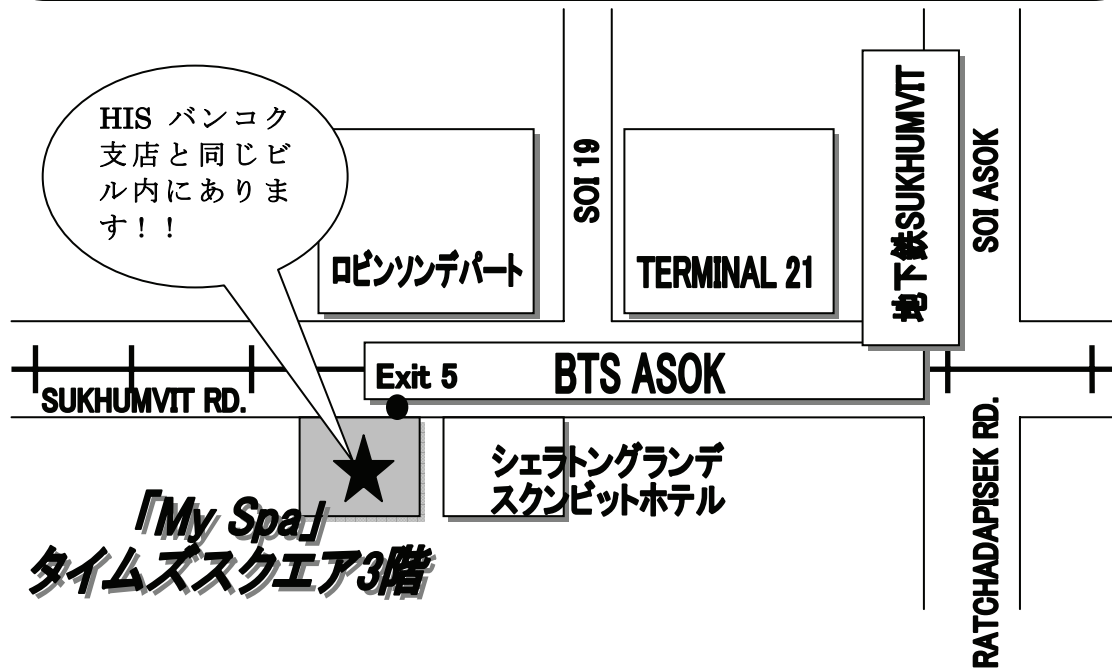 HIS バンコク
支店と同じビ
ル内にありま
す！！
SOI 19
地下鉄SUKHUMVIT
SOI ASOK
ロビンソンデパート
TERMINAL 21
Exit 5
BTS ASOK
SUKHUMVIT RD.
シェラトングランデ
スクンビットホテル
RATCHADAPISEK RD.
「My Spa」
タイムズスクエア3階